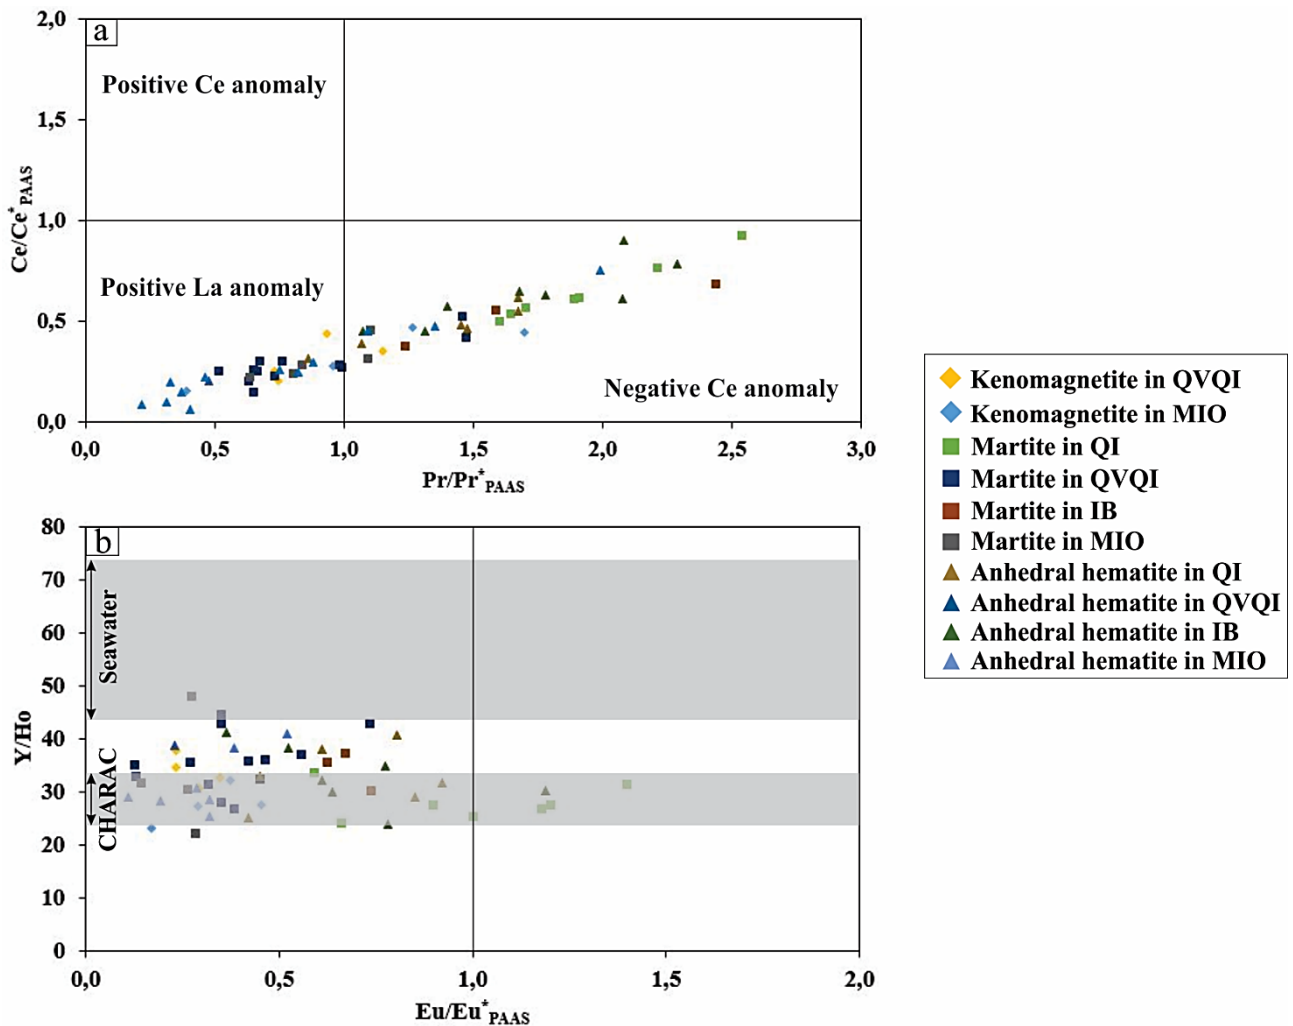 a
2,0
1,5
1,0
0,5
0,0
Ce/Ce*PAAS
Positive Ce anomaly
Positive La anomaly
Negative Ce anomaly
0,0 0,5 1,0 1,5 2,0 2,5 3,0
Pr/Pr*PAAS
b
80
70
60
50
40
30
20
10
0
Y/Ho
Seawater
CHARAC
0,0 0,5 1,0 1,5 2,0
Eu/Eu*PAAS
Kenomagnetite in QVQI
Kenomagnetite in MIO
Martite in QI
Martite in QVQI
Martite in IB
Martite in MIO
Anhedral hematite in QI
Anhedral hematite in QVQI
Anhedral hematite in IB
Anhedral hematite in MIO